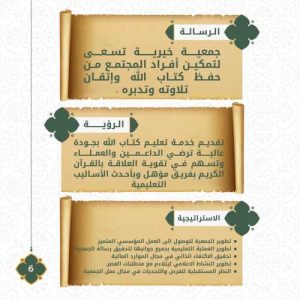 الرسالة
جمعية خيرية تسعى
لتمكين أفراد المجتمع من
حفظ كتاب الله وإتقان
تلاوته وتدبره .
الرؤية
تقديم خدمة تعليم كتاب الله بجودة
عالية ترضي الداعمين والعملاء
وتسهم في تقوية العلاقة بالقرآن
الكريم بفريق مؤهل وبأحدث الأساليب
التعليمية
الاستراتيجية
تطوير الجمعية للوصول الى العمل المؤسسي المتميز
تطوير العملية التعليمية بجميع جوانبها لتحقيق رسالة الجمعية
تحقيق الاكتفاء الذاتي في مجال الموارد المالية
تطوير النشاط الاعلامي ليتلاءم مع متطلبات العصر
النظر المستقبلية للفرص والتحديات في مجال عمل الجمعية
6